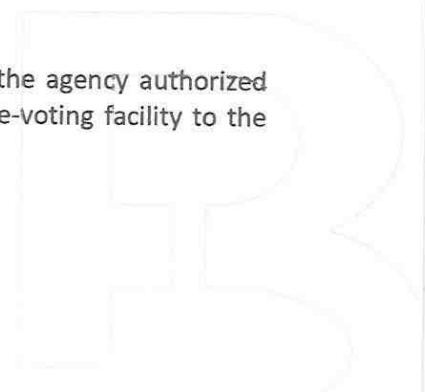 the agency authorized
e-voting facility to the